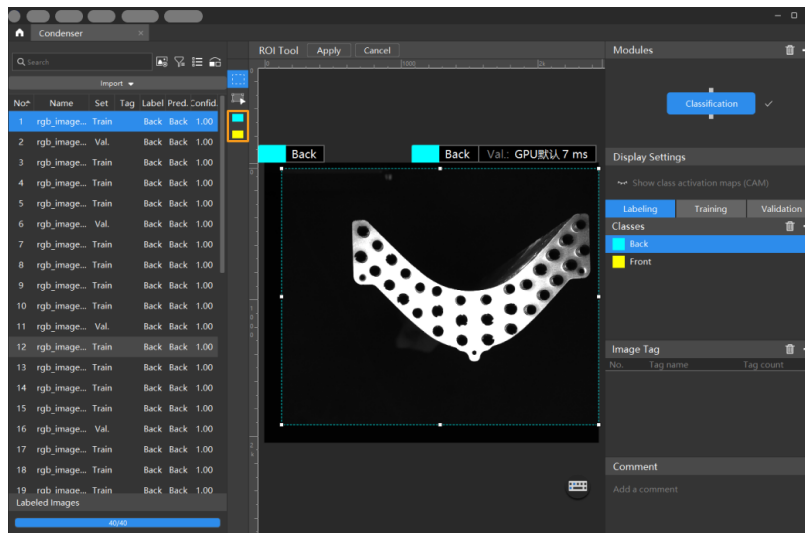 Condenser ×
ROI Tool Apply Cancel
Modules
Search
Import
No. Name Set Tag Label Pred. Confid.
1 rgb_image... Train Back Back 1.00
2 rgb_image... Val. Back Back 1.00
3 rgb_image... Train Back Back 1.00
4 rgb_image... Train Back Back 1.00
5 rgb_image... Train Back Back 1.00
6 rgb_image... Val. Back Back 1.00
7 rgb_image... Train Back Back 1.00
8 rgb_image... Train Back Back 1.00
9 rgb_image... Train Back Back 1.00
10 rgb_image... Train Back Back 1.00
11 rgb_image... Val. Back Back 1.00
12 rgb_image... Train Back Back 1.00
13 rgb_image... Train Back Back 1.00
14 rgb_image... Train Back Back 1.00
15 rgb_image... Train Back Back 1.00
16 rgb_image... Val. Back Back 1.00
17 rgb_image... Train Back Back 1.00
18 rgb_image... Train Back Back 1.00
19 rgb_image... Train Back Back 1.00
Labeled Images
40/40
0 1000 2k
Back
Back Val.: GPU默认 7 ms
Classification
Display Settings
Show class activation maps (CAM)
Labeling Training Validation
Classes
Back
Front
Image Tag
No. Tag name Tag count
Comment
Add a comment